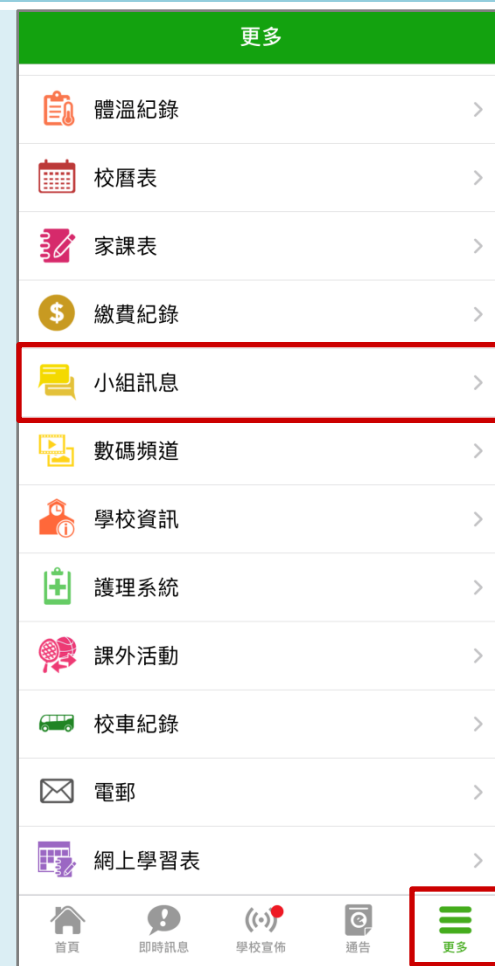 更多
體溫紀錄
校曆表
家課表
繳費紀錄
小組訊息
數碼頻道
學校資訊
護理系統
課外活動
校車紀錄
電郵
網上學習表
首頁 即時訊息 學校宣佈 通告 更多